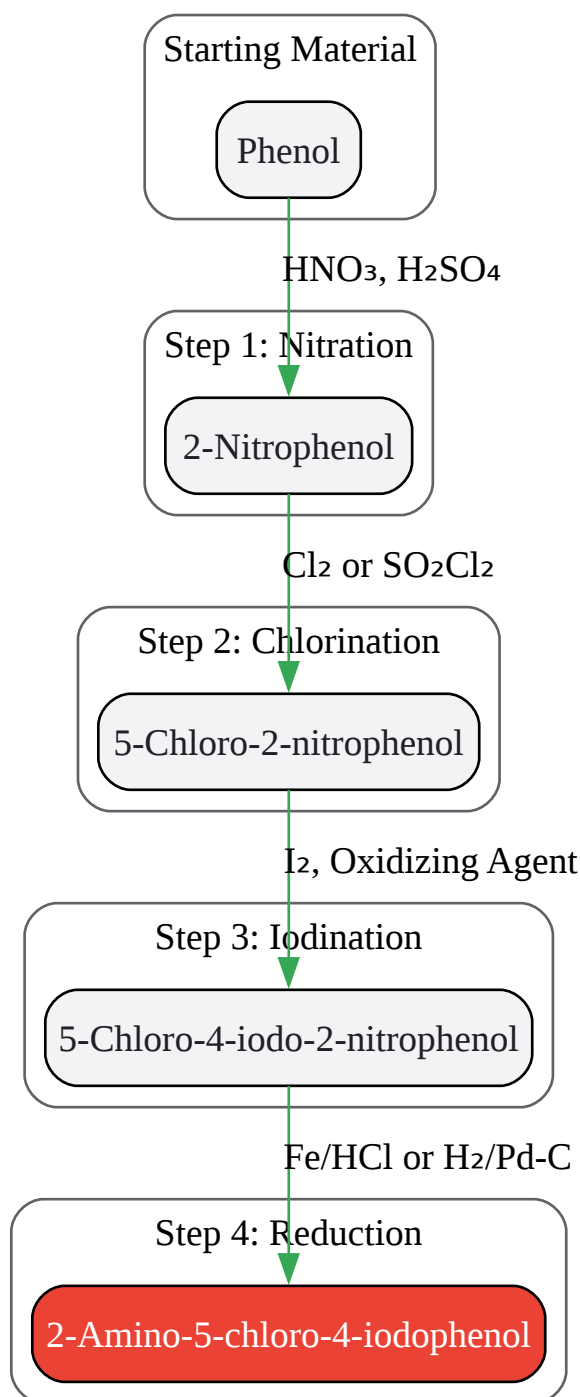 Starting Material
Phenol
HNO₃, H₂SO₄
Step 1: Nitration
2-Nitrophenol
Cl₂ or SO₂Cl₂
Step 2: Chlorination
5-Chloro-2-nitrophenol
I₂, Oxidizing Agent
Step 3: Iodination
5-Chloro-4-iodo-2-nitrophenol
Fe/HCl or H₂/Pd-C
Step 4: Reduction
2-Amino-5-chloro-4-iodophenol